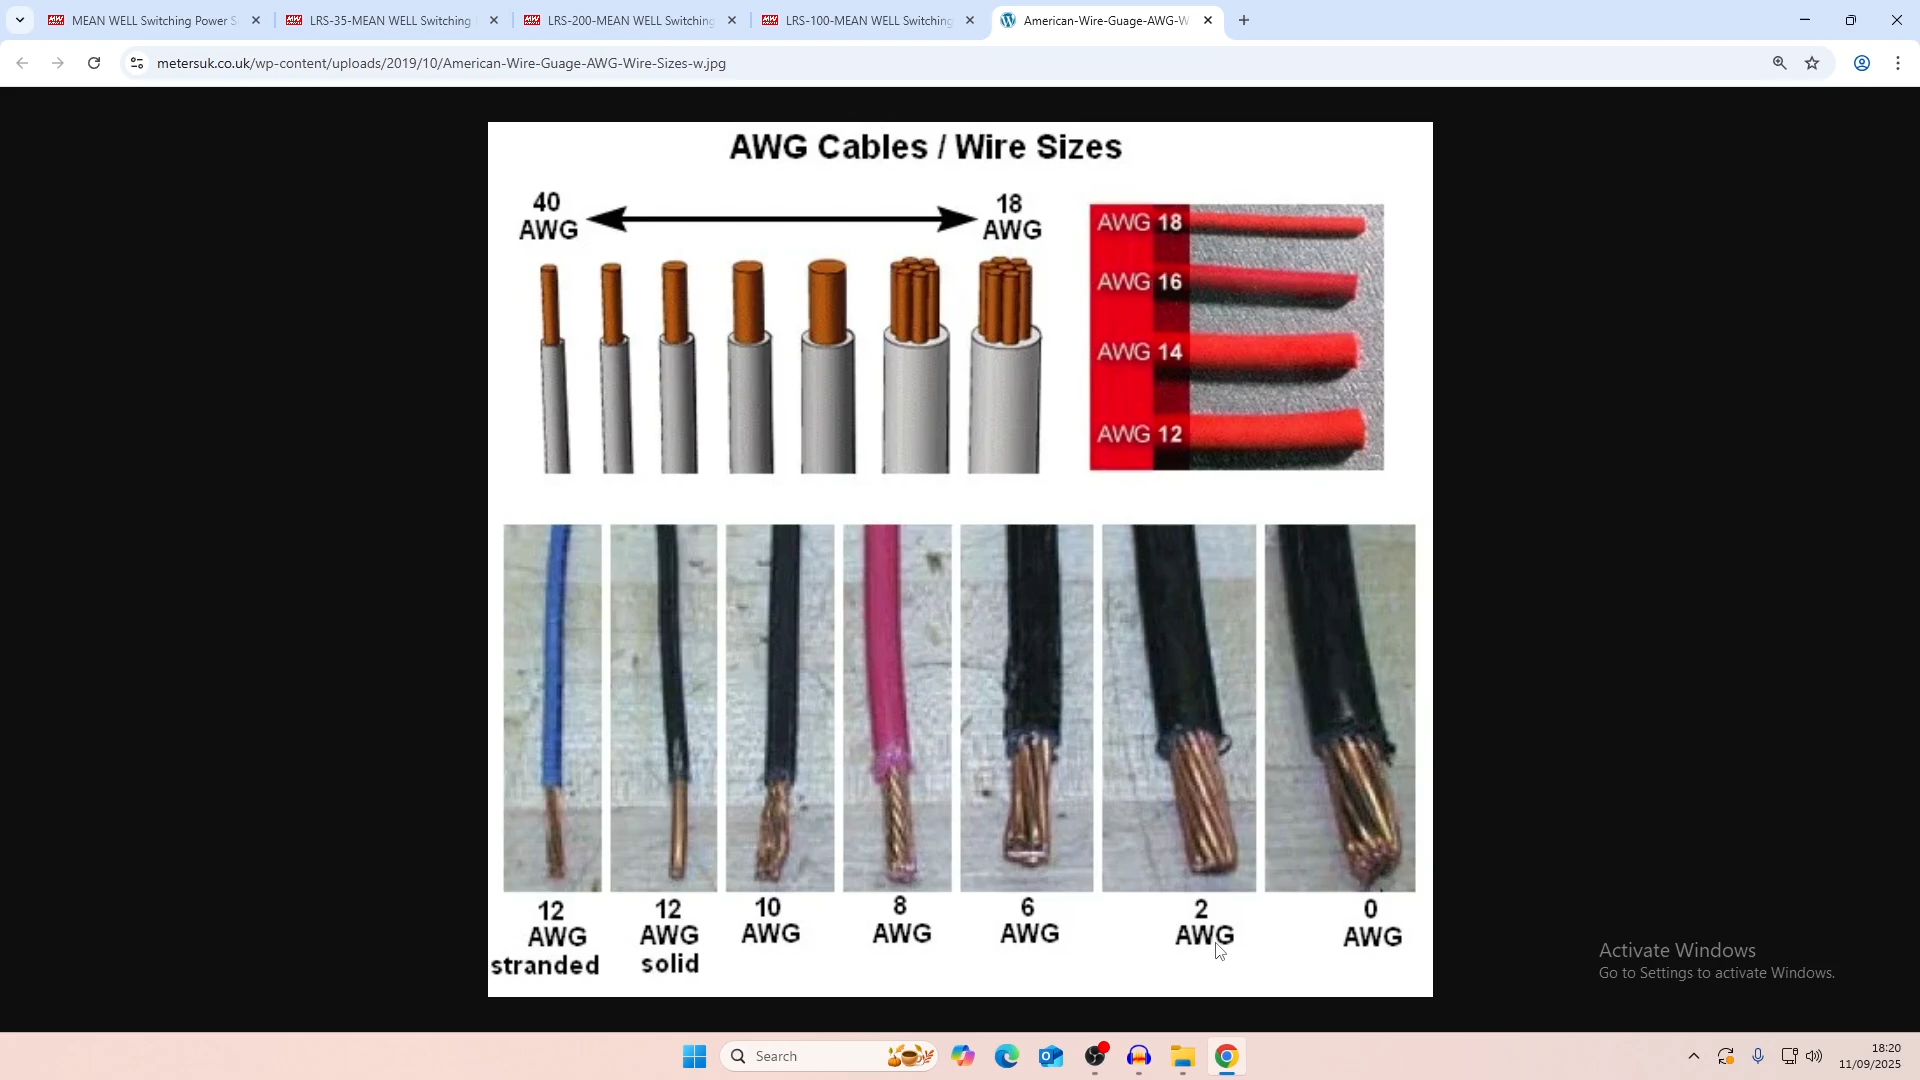 MEAN WELL Switching Power S
LRS-35-MEAN WELL Switching
LRS-200-MEAN WELL Switching
LRS-100-MEAN WELL Switching
American-Wire-Guage-AWG-W
metersuk.co.uk/wp-content/uploads/2019/10/American-Wire-Guage-AWG-Wire-Sizes-w.jpg
AWG Cables / Wire Sizes
40
AWG
18
AWG
AWG 18
AWG 16
AWG 14
AWG 12
12
AWG
stranded
12
AWG
solid
10
AWG
8
AWG
6
AWG
2
AWG
0
AWG
Activate Windows
Go to Settings to activate Windows.
Search
18:20
11/09/2025